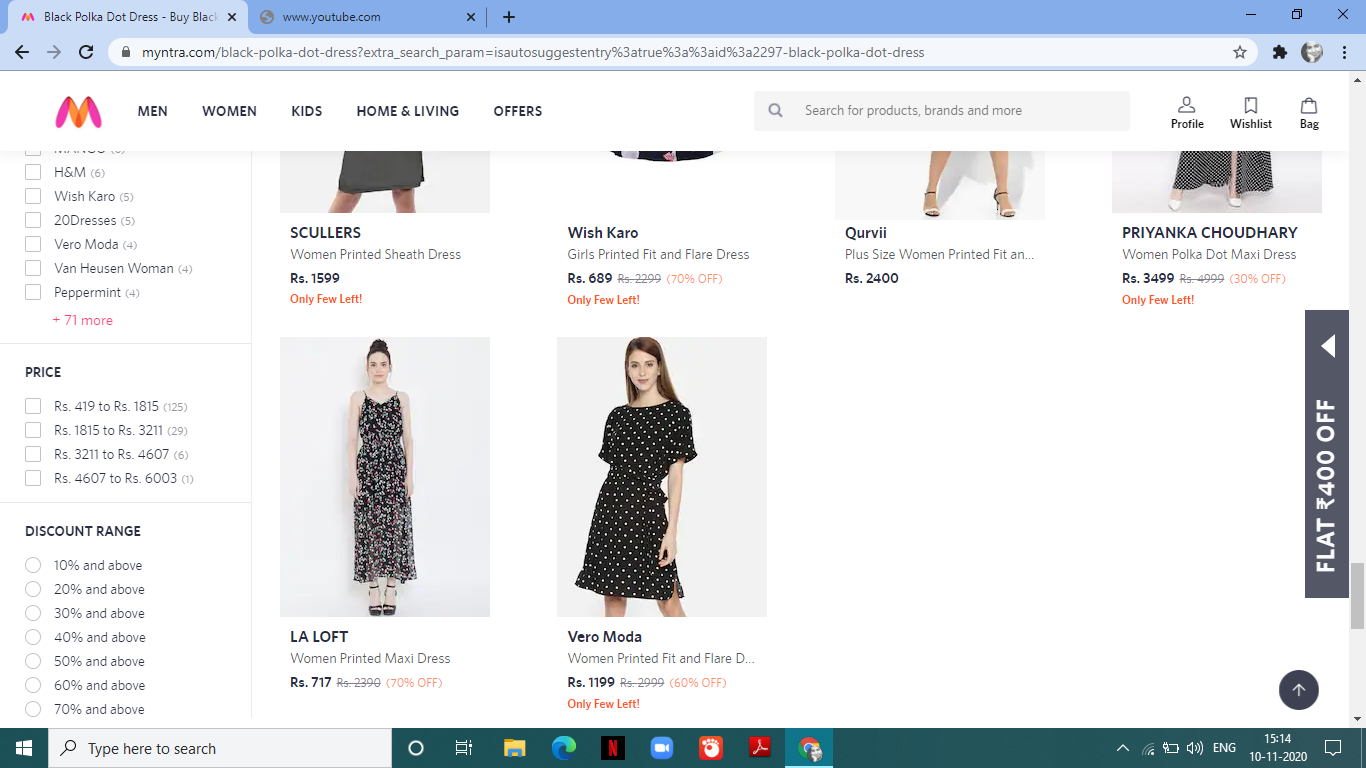 Black Polka Dot Dress - Buy Black
www.youtube.com
myntra.com/black-polka-dot-dress?extra_search_param=isautosuggestentry%3atrue%3a%3aid%3a2297-black-polka-dot-dress
MEN WOMEN KIDS HOME & LIVING OFFERS
Search for products, brands and more
Profile Wishlist Bag
H&M (6)
Wish Karo (5)
20Dresses (5)
Vero Moda (4)
Van Heusen Woman (4)
Peppermint (4)
+ 71 more
PRICE
Rs. 419 to Rs. 1815 (125)
Rs. 1815 to Rs. 3211 (29)
Rs. 3211 to Rs. 4607 (6)
Rs. 4607 to Rs. 6003 (1)
DISCOUNT RANGE
10% and above
20% and above
30% and above
40% and above
50% and above
60% and above
70% and above
SCULLERS
Women Printed Sheath Dress
Rs. 1599
Only Few Left!
Wish Karo
Girls Printed Fit and Flare Dress
Rs. 689 Rs. 2299 (70% OFF)
Only Few Left!
Qurvii
Plus Size Women Printed Fit an...
Rs. 2400
PRIYANKA CHOUDHARY
Women Polka Dot Maxi Dress
Rs. 3499 Rs. 4999 (30% OFF)
Only Few Left!
LA LOFT
Women Printed Maxi Dress
Rs. 717 Rs. 2390 (70% OFF)
Vero Moda
Women Printed Fit and Flare D...
Rs. 1199 Rs. 2999 (60% OFF)
Only Few Left!
FLAT ₹400 OFF
Type here to search
ENG
15:14
10-11-2020